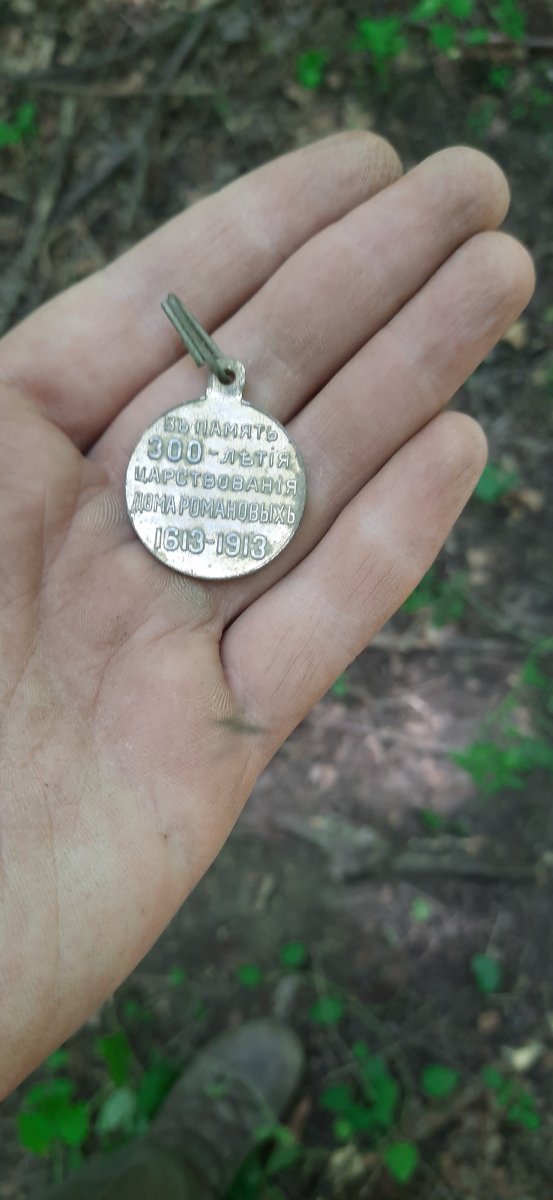 ВЪ ПАМЯТЬ
300-ЛѢТІЯ
ЦАРСТВОВАНІЯ
ДОМА РОМАНОВЫХЪ
1613-1913